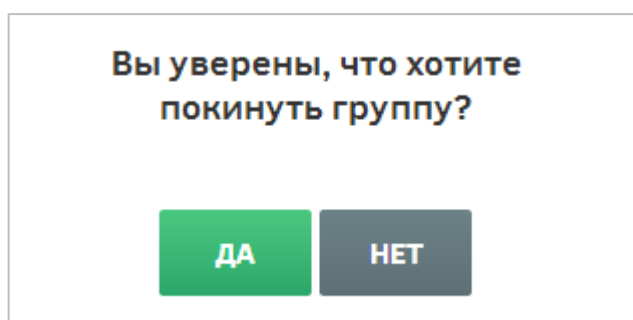 Вы уверены, что хотите
покинуть группу?
ДА НЕТ